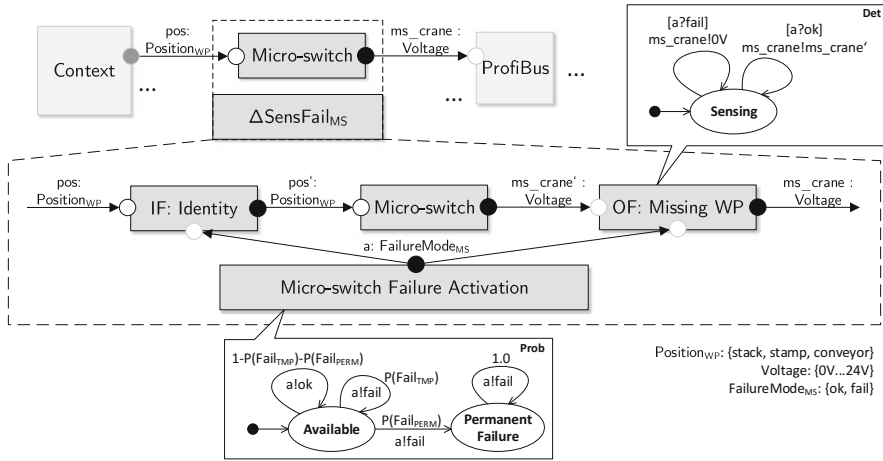 Det
[a?fail]
ms_crane!0V
[a?ok]
ms_crane!ms_crane‘
Sensing
pos:
PositionWP
ms_crane :
Voltage
Context
Micro-switch
ProfiBus
...
...
...
ΔSensFailMS
pos:
PositionWP
IF: Identity
pos‘:
PositionWP
Micro-switch
ms_crane‘ :
Voltage
OF: Missing WP
ms_crane :
Voltage
a: FailureModeMS
Micro-switch Failure Activation
Prob
1-P(FailTMP)-P(FailPERM)
a!ok
P(FailTMP)
a!fail
1.0
a!fail
Available
P(FailPERM)
a!fail
Permanent
Failure
PositionWP: {stack, stamp, conveyor}
Voltage: {0V...24V}
FailureModeMS: {ok, fail}